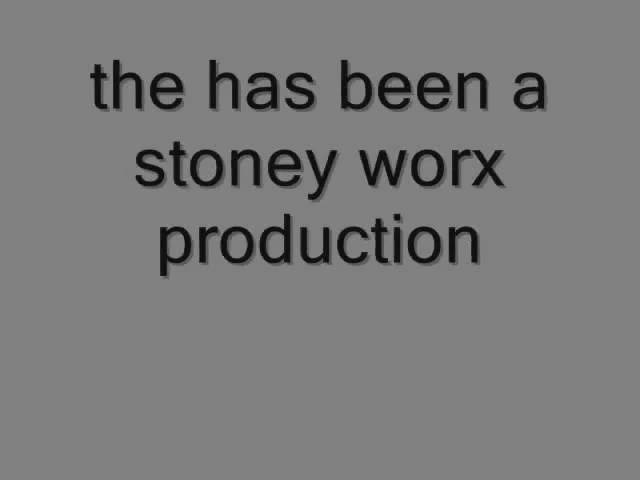 the has been a
stoney worx
production